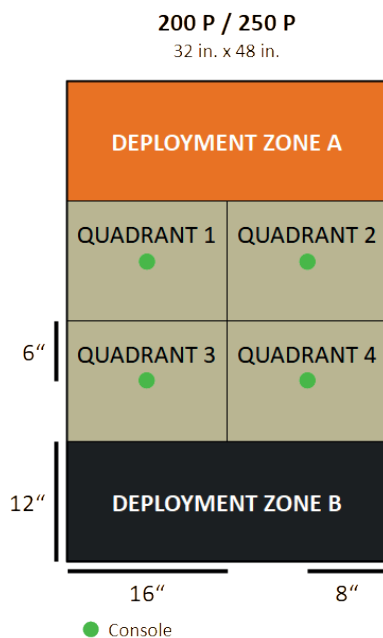 200 P / 250 P
32 in. x 48 in.
DEPLOYMENT ZONE A
QUADRANT 1 QUADRANT 2
6“
QUADRANT 3 QUADRANT 4
12“
DEPLOYMENT ZONE B
16“ 8“
Console